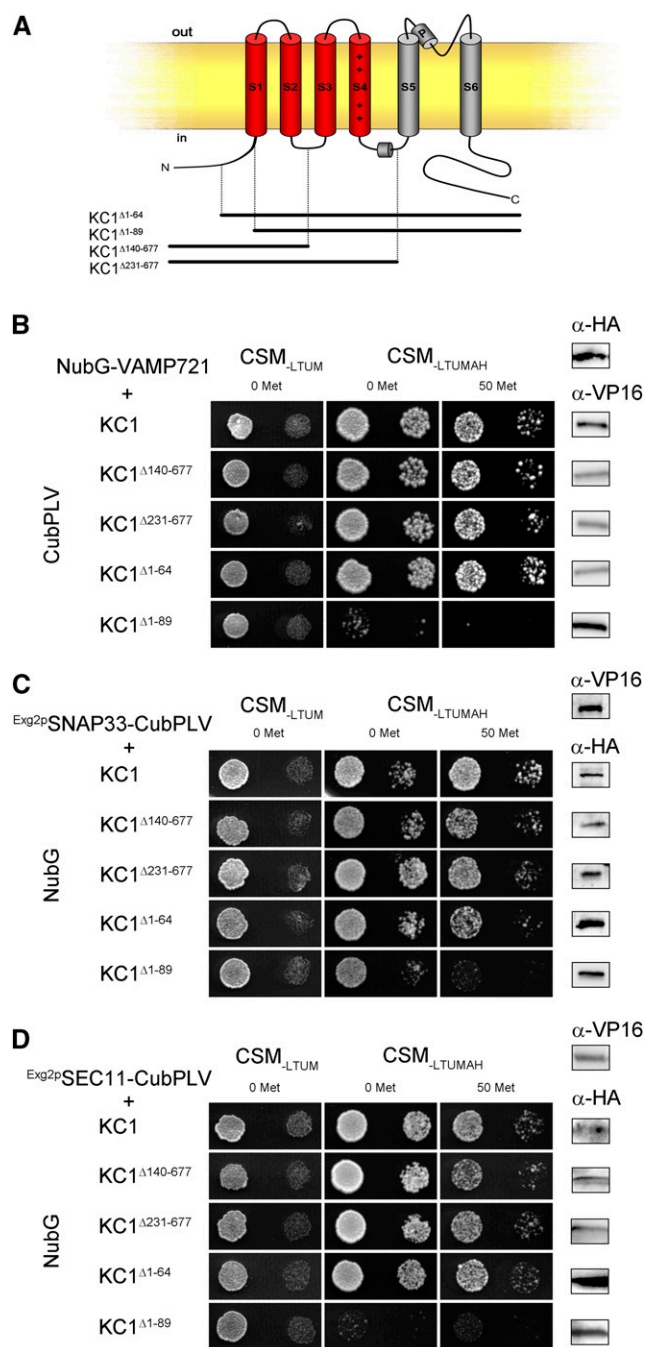 A
out
S1 S2 S3 S4 S5 P S6
+
+
+
+
in
N
C
KC1Δ1-64
KC1Δ1-89
KC1Δ140-677
KC1Δ231-677
B
α-HA
NubG-VAMP721
+
CSM-LTUM CSM-LTUMAH
0 Met 0 Met 50 Met
α-VP16
CubPLV
KC1
KC1Δ140-677
KC1Δ231-677
KC1Δ1-64
KC1Δ1-89
C
α-VP16
Exg2pSNAP33-CubPLV
+
CSM-LTUM CSM-LTUMAH
0 Met 0 Met 50 Met
α-HA
NubG
KC1
KC1Δ140-677
KC1Δ231-677
KC1Δ1-64
KC1Δ1-89
D
α-VP16
Exg2pSEC11-CubPLV
+
CSM-LTUM CSM-LTUMAH
0 Met 0 Met 50 Met
α-HA
NubG
KC1
KC1Δ140-677
KC1Δ231-677
KC1Δ1-64
KC1Δ1-89